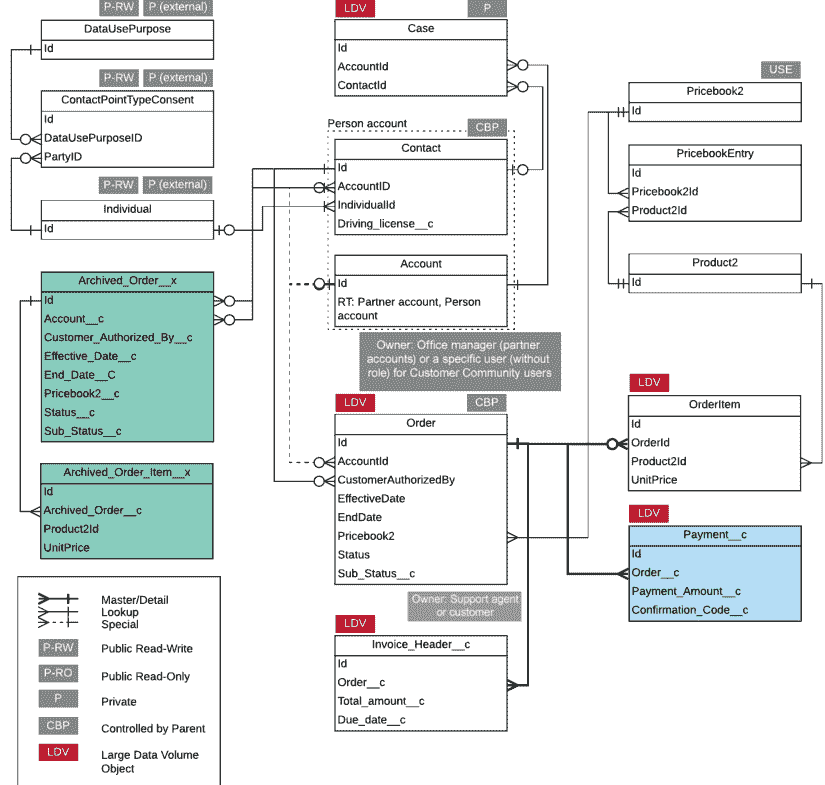 P-RW P (external)
DataUsePurpose
Id
P-RW P (external)
ContactPointTypeConsent
Id
DataUsePurposeID
PartyID
P-RW P (external)
Individual
Id
Archived_Order__x
Id
Account__c
Customer_Authorized_By__c
Effective_Date__c
End_Date__C
Pricebook2__c
Status__c
Sub_Status__c
Archived_Order_Item__x
Id
Archived_Order__c
Product2Id
UnitPrice
Master/Detail
Lookup
Special
P-RW Public Read-Write
P-RO Public Read-Only
P Private
CBP Controlled by Parent
LDV Large Data Volume
Object
LDV P
Case
Id
AccountId
ContactId
Person account
CBP
Contact
Id
AccountID
IndividualId
Driving_license__c
Account
Id
RT: Partner account, Person
account
Owner: Office manager (partner
accounts) or a specific user (without
role) for Customer Community users
LDV CBP
Order
Id
AccountId
CustomerAuthorizedBy
EffectiveDate
EndDate
Pricebook2
Status
Sub_Status__c
Owner: Support agent
or customer
LDV
Invoice_Header__c
Id
Order__c
Total_amount__c
Due_date__c
USE
Pricebook2
Id
PricebookEntry
Id
Pricebook2Id
Product2Id
Product2
Id
LDV
OrderItem
Id
OrderId
Product2Id
UnitPrice
LDV
Payment__c
Id
Order__c
Payment_Amount__c
Confirmation_Code__c